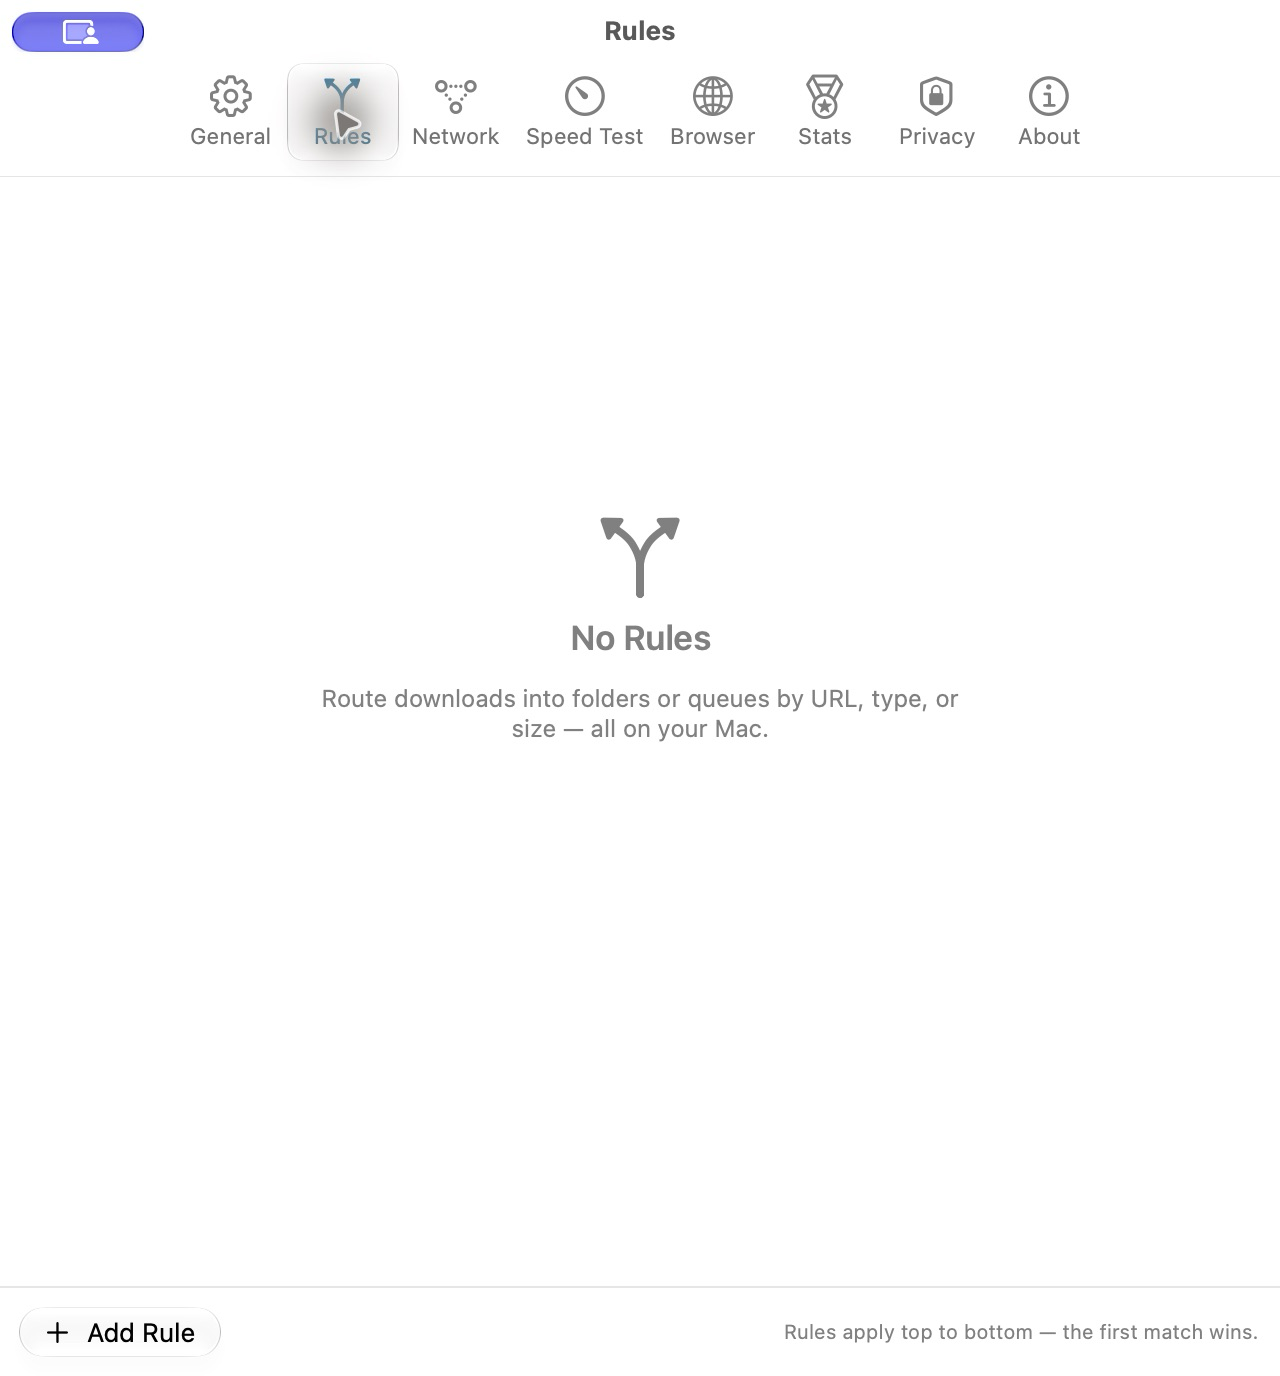 Rules
General
Rules
Network
Speed Test
Browser
Stats
Privacy
About
No Rules
Route downloads into folders or queues by URL, type, or
size — all on your Mac.
Add Rule
Rules apply top to bottom — the first match wins.